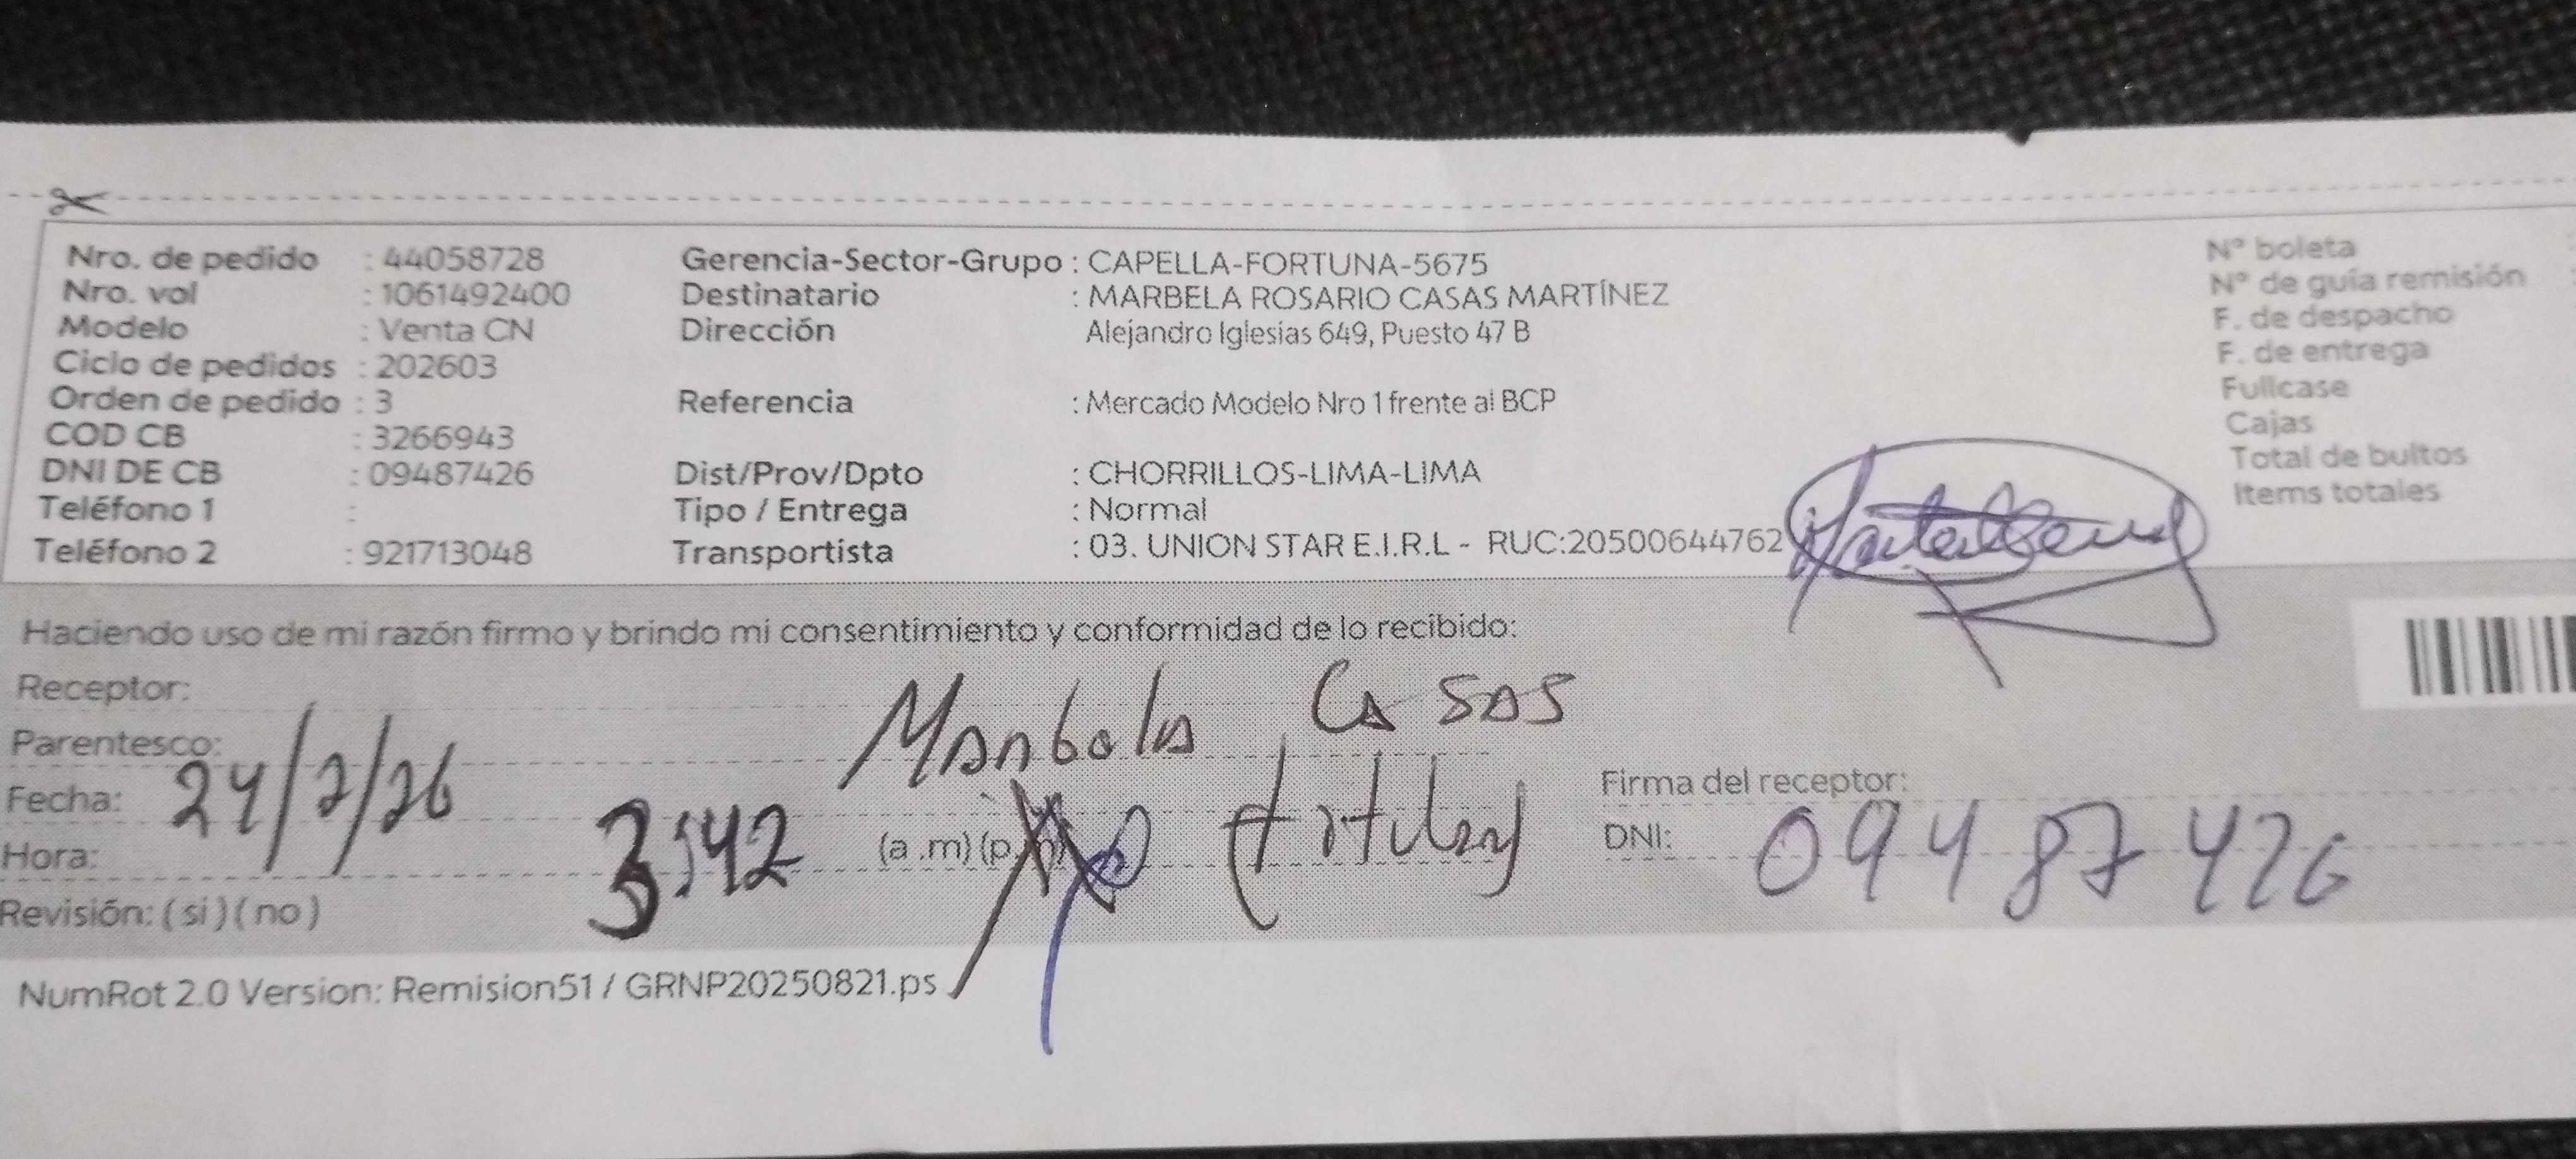 Nro. de pedido : 44058728 Gerencia-Sector-Grupo : CAPELLA-FORTUNA-5675 N° boleta
Nro. vol : 1061492400 Destinatario : MARBELA ROSARIO CASAS MARTÍNEZ N° de guía remisión
Modelo : Venta CN Dirección Alejandro Iglesias 649, Puesto 47 B F. de despacho
Ciclo de pedidos : 202603 F. de entrega
Orden de pedido : 3 Referencia : Mercado Modelo Nro 1 frente al BCP Fullcase
COD CB : 3266943 Cajas
DNI DE CB : 09487426 Dist/Prov/Dpto : CHORRILLOS-LIMA-LIMA Total de bultos
Teléfono 1 : Tipo / Entrega : Normal Items totales
Teléfono 2 : 921713048 Transportista : 03. UNION STAR E.I.R.L - RUC:20500644762
Haciendo uso de mi razón firmo y brindo mi consentimiento y conformidad de lo recibido:
Receptor: Marbela Casas
Parentesco: (titular)
Fecha: 24/2/26 Firma del receptor:
Hora: 3:42 (a .m) (p. DNI: 09487426
Revisión: ( si ) ( no )
NumRot 2.0 Version: Remision51 / GRNP20250821.ps